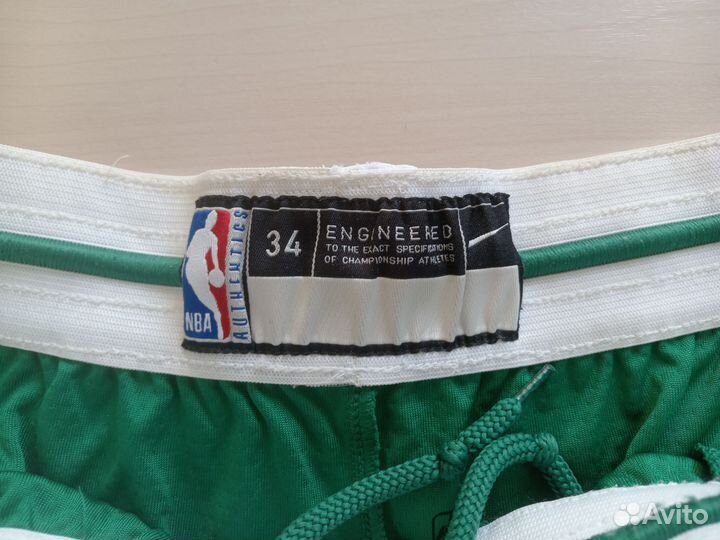 NBA
AUTHENTICS
34
ENGINEERED
TO THE EXACT SPECIFICATIONS
OF CHAMPIONSHIP ATHLETES
Avito